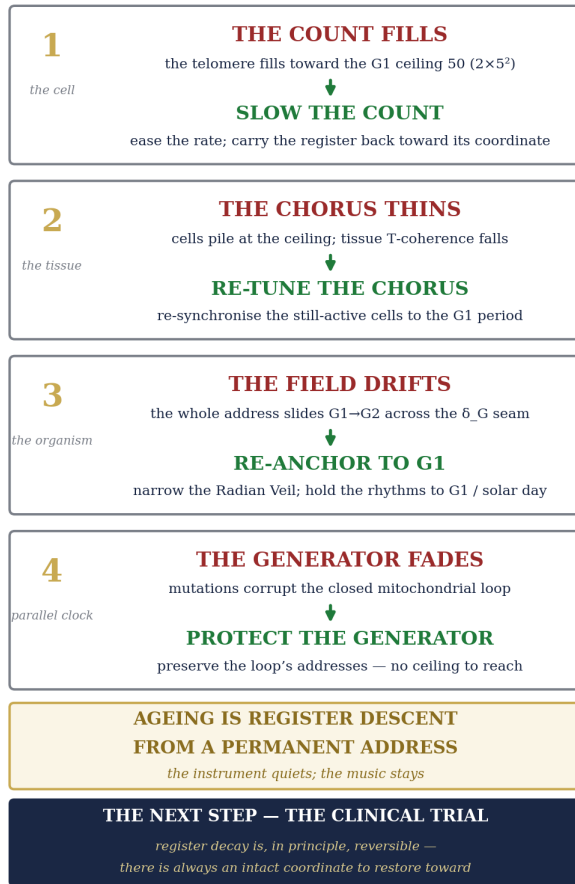 1
the cell
THE COUNT FILLS
the telomere fills toward the G1 ceiling 50 (2×5²)
SLOW THE COUNT
ease the rate; carry the register back toward its coordinate
2
the tissue
THE CHORUS THINS
cells pile at the ceiling; tissue T-coherence falls
RE-TUNE THE CHORUS
re-synchronise the still-active cells to the G1 period
3
the organism
THE FIELD DRIFTS
the whole address slides G1→G2 across the δ_G seam
RE-ANCHOR TO G1
narrow the Radian Veil; hold the rhythms to G1 / solar day
4
parallel clock
THE GENERATOR FADES
mutations corrupt the closed mitochondrial loop
PROTECT THE GENERATOR
preserve the loop’s addresses — no ceiling to reach
AGEING IS REGISTER DESCENT
FROM A PERMANENT ADDRESS
the instrument quiets; the music stays
THE NEXT STEP — THE CLINICAL TRIAL
register decay is, in principle, reversible —
there is always an intact coordinate to restore toward